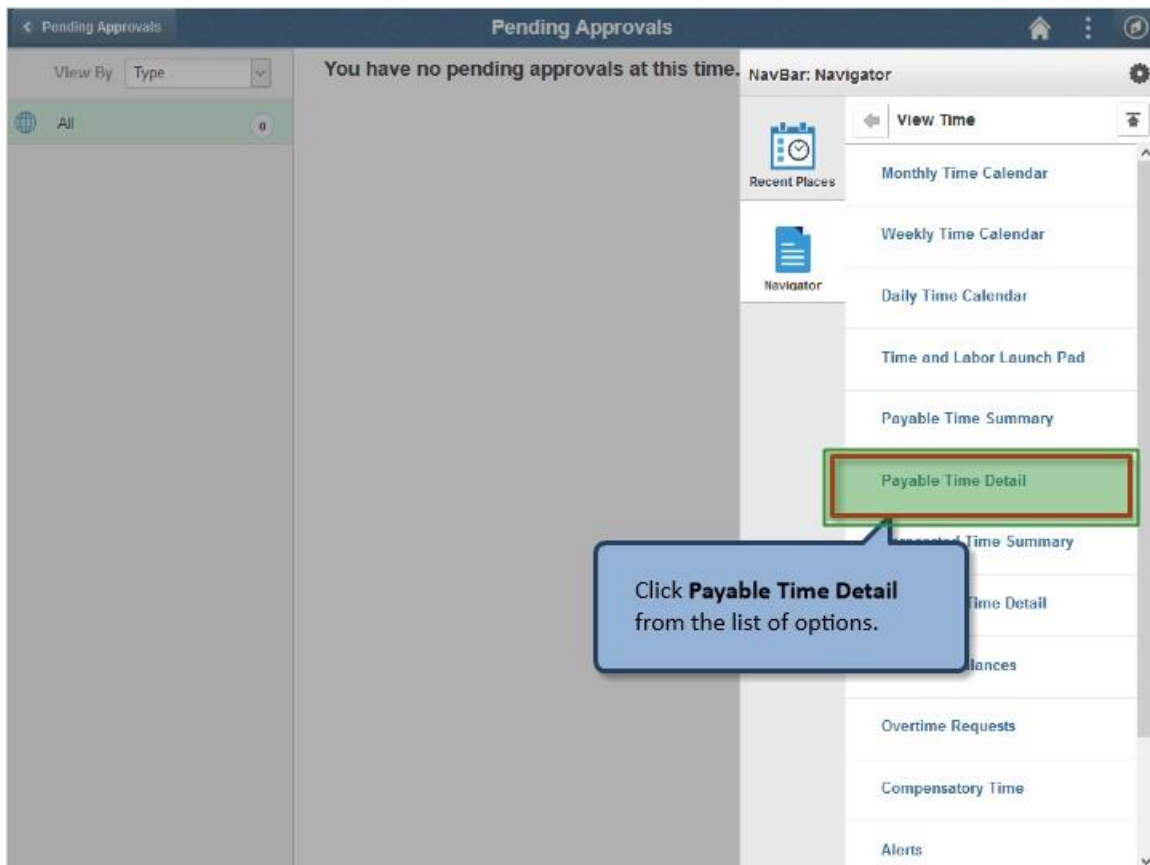 Pending Approvals
Pending Approvals
View By Type
You have no pending approvals at this time.
All 0
NavBar: Navigator
Recent Places
Navigator
View Time
Monthly Time Calendar
Weekly Time Calendar
Daily Time Calendar
Time and Labor Launch Pad
Payable Time Summary
Payable Time Detail
Time Summary
Time Detail
Overtime Requests
Compensatory Time
Alerts
Click Payable Time Detail
from the list of options.